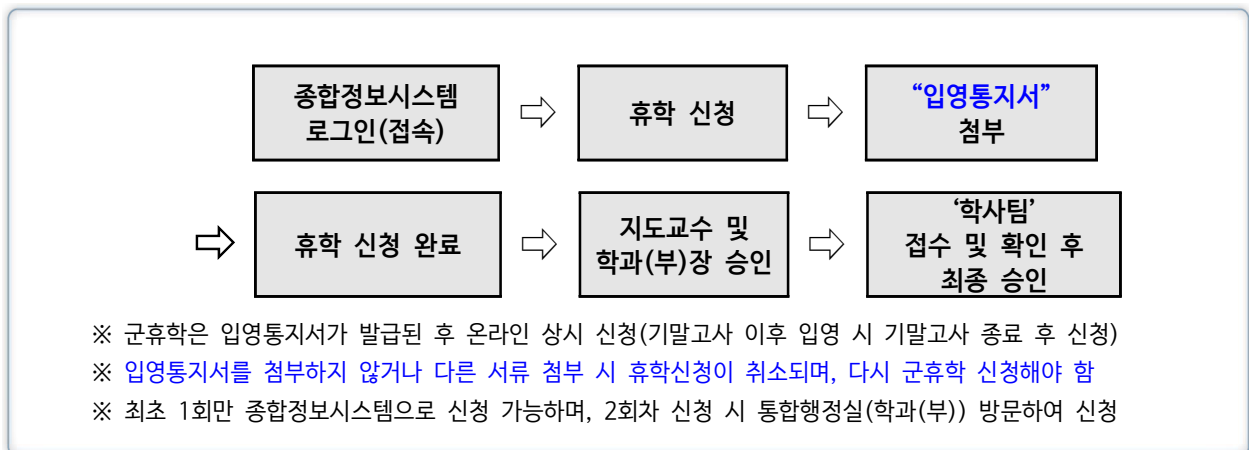 종합정보시스템
로그인(접속)
⇨
휴학 신청
⇨
“입영통지서”
첨부
⇨
휴학 신청 완료
⇨
지도교수 및
학과(부)장 승인
⇨
‘학사팀’
접수 및 확인 후
최종 승인
※ 군휴학은 입영통지서가 발급된 후 온라인 상시 신청(기말고사 이후 입영 시 기말고사 종료 후 신청)
※ 입영통지서를 첨부하지 않거나 다른 서류 첨부 시 휴학신청이 취소되며, 다시 군휴학 신청해야 함
※ 최초 1회만 종합정보시스템으로 신청 가능하며, 2회차 신청 시 통합행정실(학과(부)) 방문하여 신청